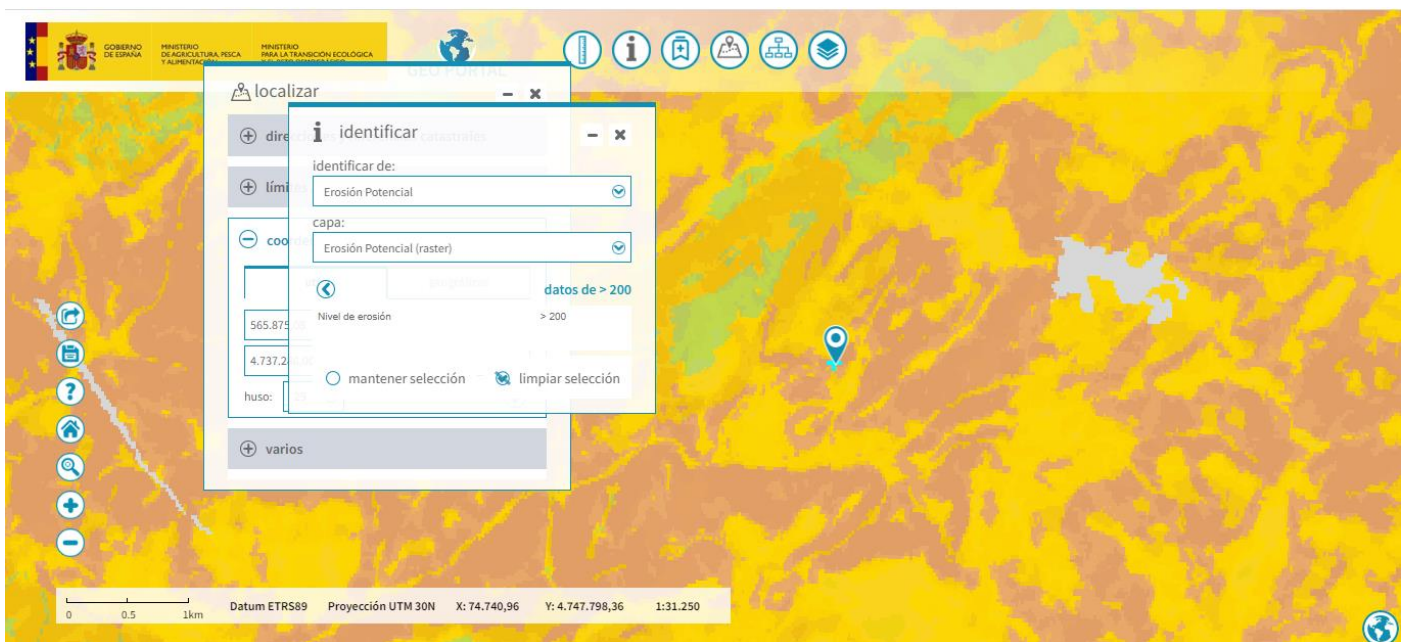 GOBIERNO
DE ESPAÑA
MINISTERIO
DE AGRICULTURA, PESCA
Y ALIMENTACIÓN
MINISTERIO
PARA LA TRANSICIÓN ECOLÓGICA
GEO PORTAL
localizar
identificar
identificar de:
Erosión Potencial
capa:
Erosión Potencial (raster)
datos de > 200
Nivel de erosión > 200
565.875
4.737.2
mantener selección limpiar selección
huso:
varios
0 0.5 1km
Datum ETRS89 Proyección UTM 30N X: 74.740,96 Y: 4.747.798,36 1:31.250